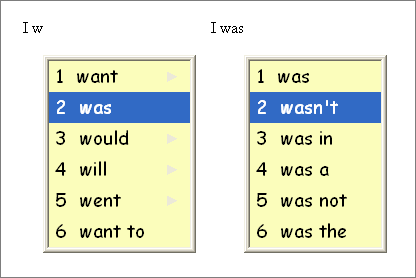 I w
1 want
2 was
3 would
4 will
5 went
6 want to
I was
1 was
2 wasn't
3 was in
4 was a
5 was not
6 was the